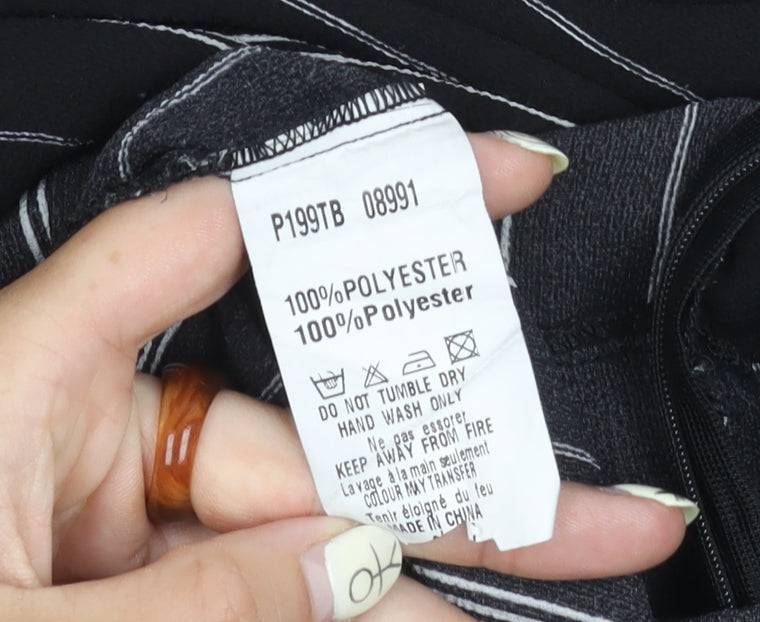 P199TB 08991
100%POLYESTER
100%Polyester
DO NOT TUMBLE DRY
HAND WASH ONLY
Ne pas essorer
KEEP AWAY FROM FIRE
Lavage à la main seulement
COLOUR MAY TRANSFER
Tenir éloigné du feu
MADE IN CHINA
OK